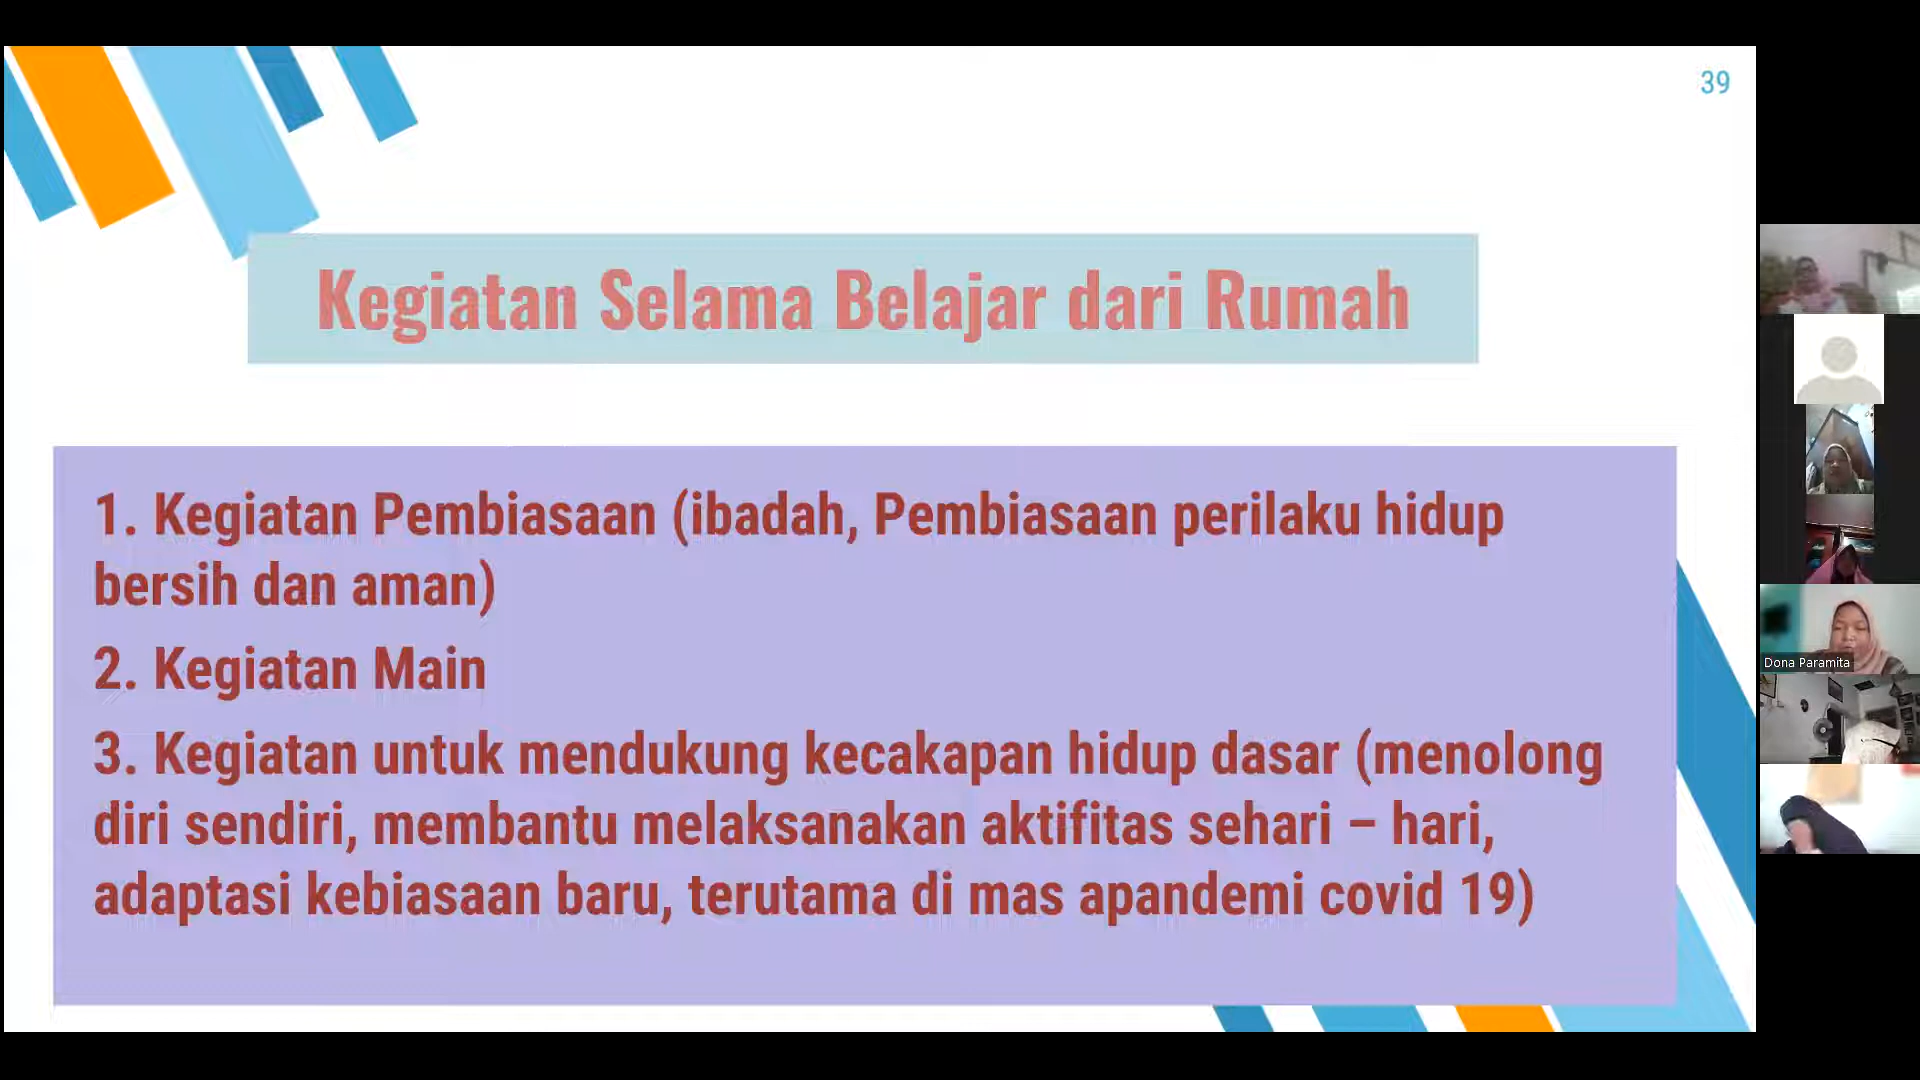 39
Kegiatan Selama Belajar dari Rumah
1. Kegiatan Pembiasaan (ibadah, Pembiasaan perilaku hidup
bersih dan aman)
2. Kegiatan Main
3. Kegiatan untuk mendukung kecakapan hidup dasar (menolong
diri sendiri, membantu melaksanakan aktifitas sehari – hari,
adaptasi kebiasaan baru, terutama di mas apandemi covid 19)
Dona Paramita